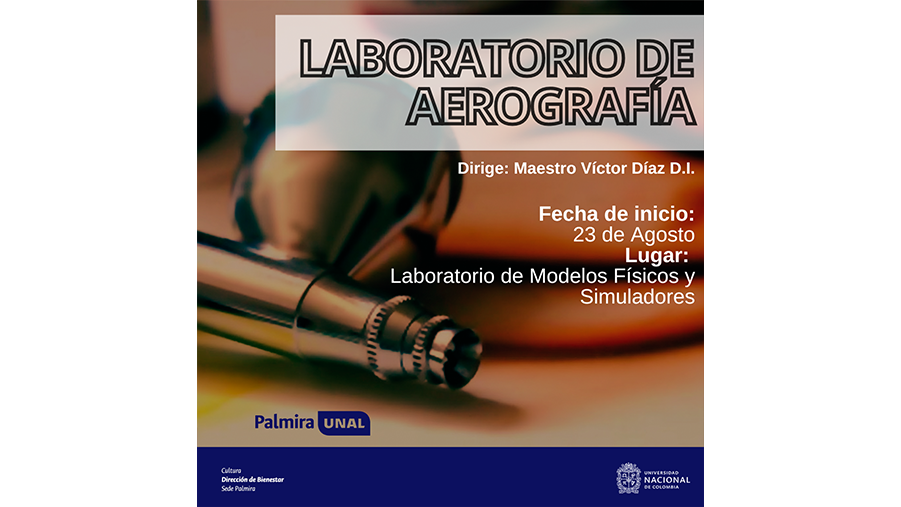 LABORATORIO DE
AEROGRAFÍA
Dirige: Maestro Víctor Díaz D.I.
Fecha de inicio:
23 de Agosto
Lugar:
Laboratorio de Modelos Físicos y
Simuladores
Palmira UNAL
Cultura
Dirección de Bienestar
Sede Palmira
UNIVERSIDAD
NACIONAL
DE COLOMBIA